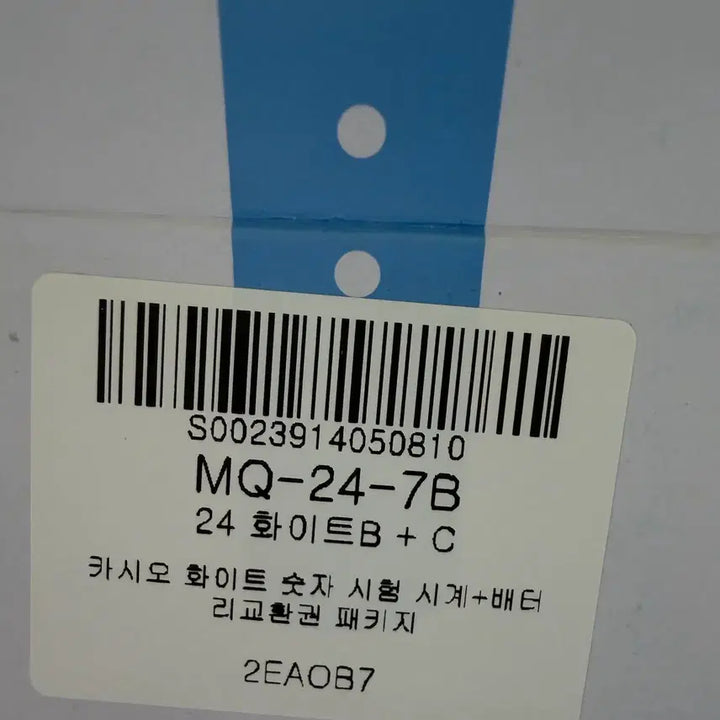 S0023914050810
MQ-24-7B
24 화이트B + C
카시오 화이트 숫자 시험 시계+배터
리교환권 패키지
2EA0B7